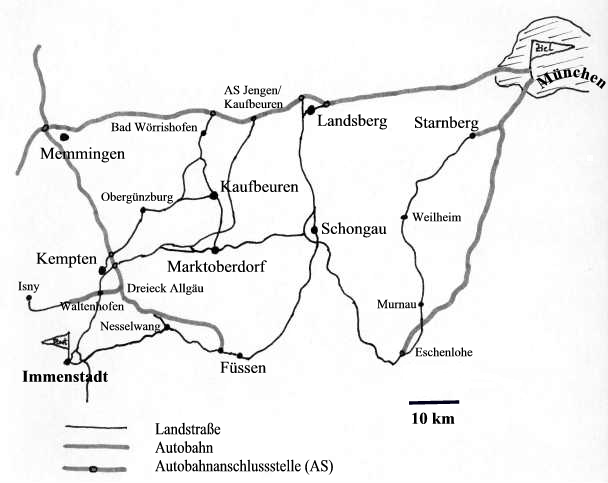 Ziel
München
AS Jengen/
Kaufbeuren
Bad Wörrishofen
Landsberg
Starnberg
Memmingen
Kaufbeuren
Obergünzburg
Weilheim
Schongau
Kempten
Marktoberdorf
Isny
Dreieck Allgäu
Waltenhofen
Murnau
Nesselwang
Eschenlohe
Füssen
Immenstadt
10 km
Landstraße
Autobahn
Autobahnanschlussstelle (AS)